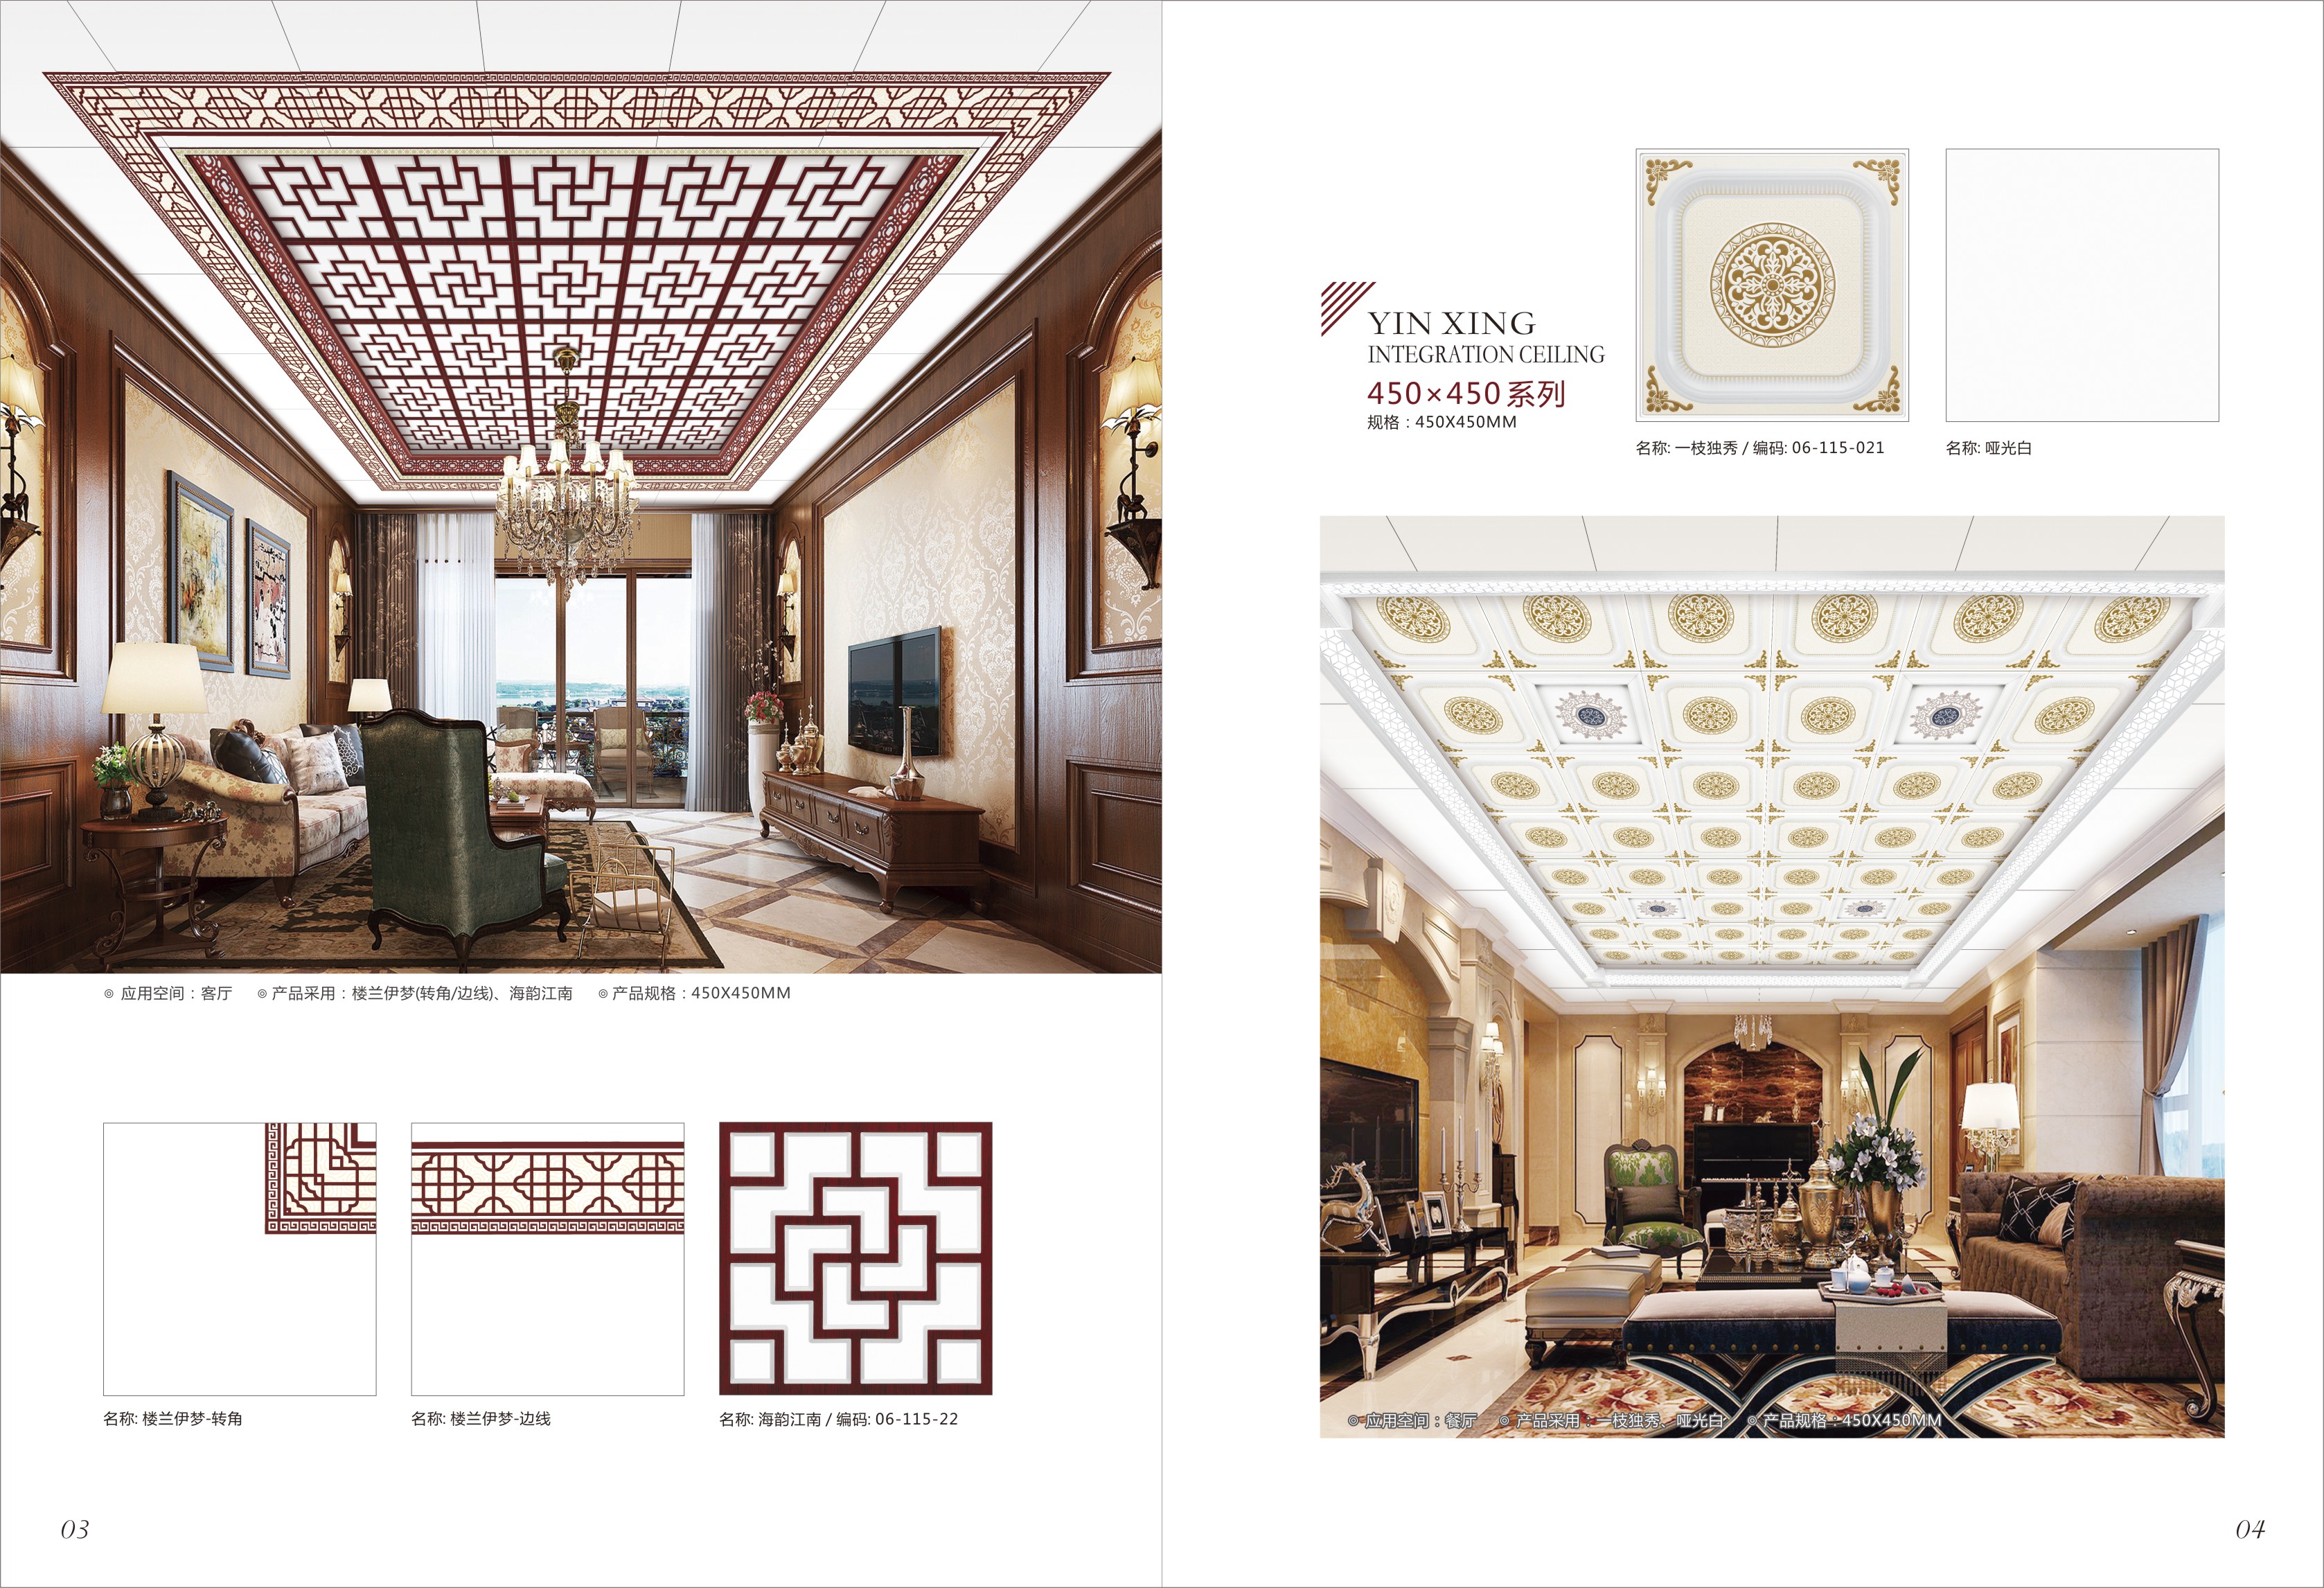 ◎ 应用空间：客厅 ◎ 产品采用：楼兰伊梦(转角/边线)、海韵江南 ◎ 产品规格：450X450MM
名称: 楼兰伊梦-转角
名称: 楼兰伊梦-边线
名称: 海韵江南 / 编码: 06-115-22
03
YIN XING
INTEGRATION CEILING
450×450系列
规格：450X450MM
名称: 一枝独秀 / 编码: 06-115-021
名称: 哑光白
◎ 应用空间：餐厅 ◎ 产品采用：一枝独秀、哑光白 ◎ 产品规格：450X450MM
04